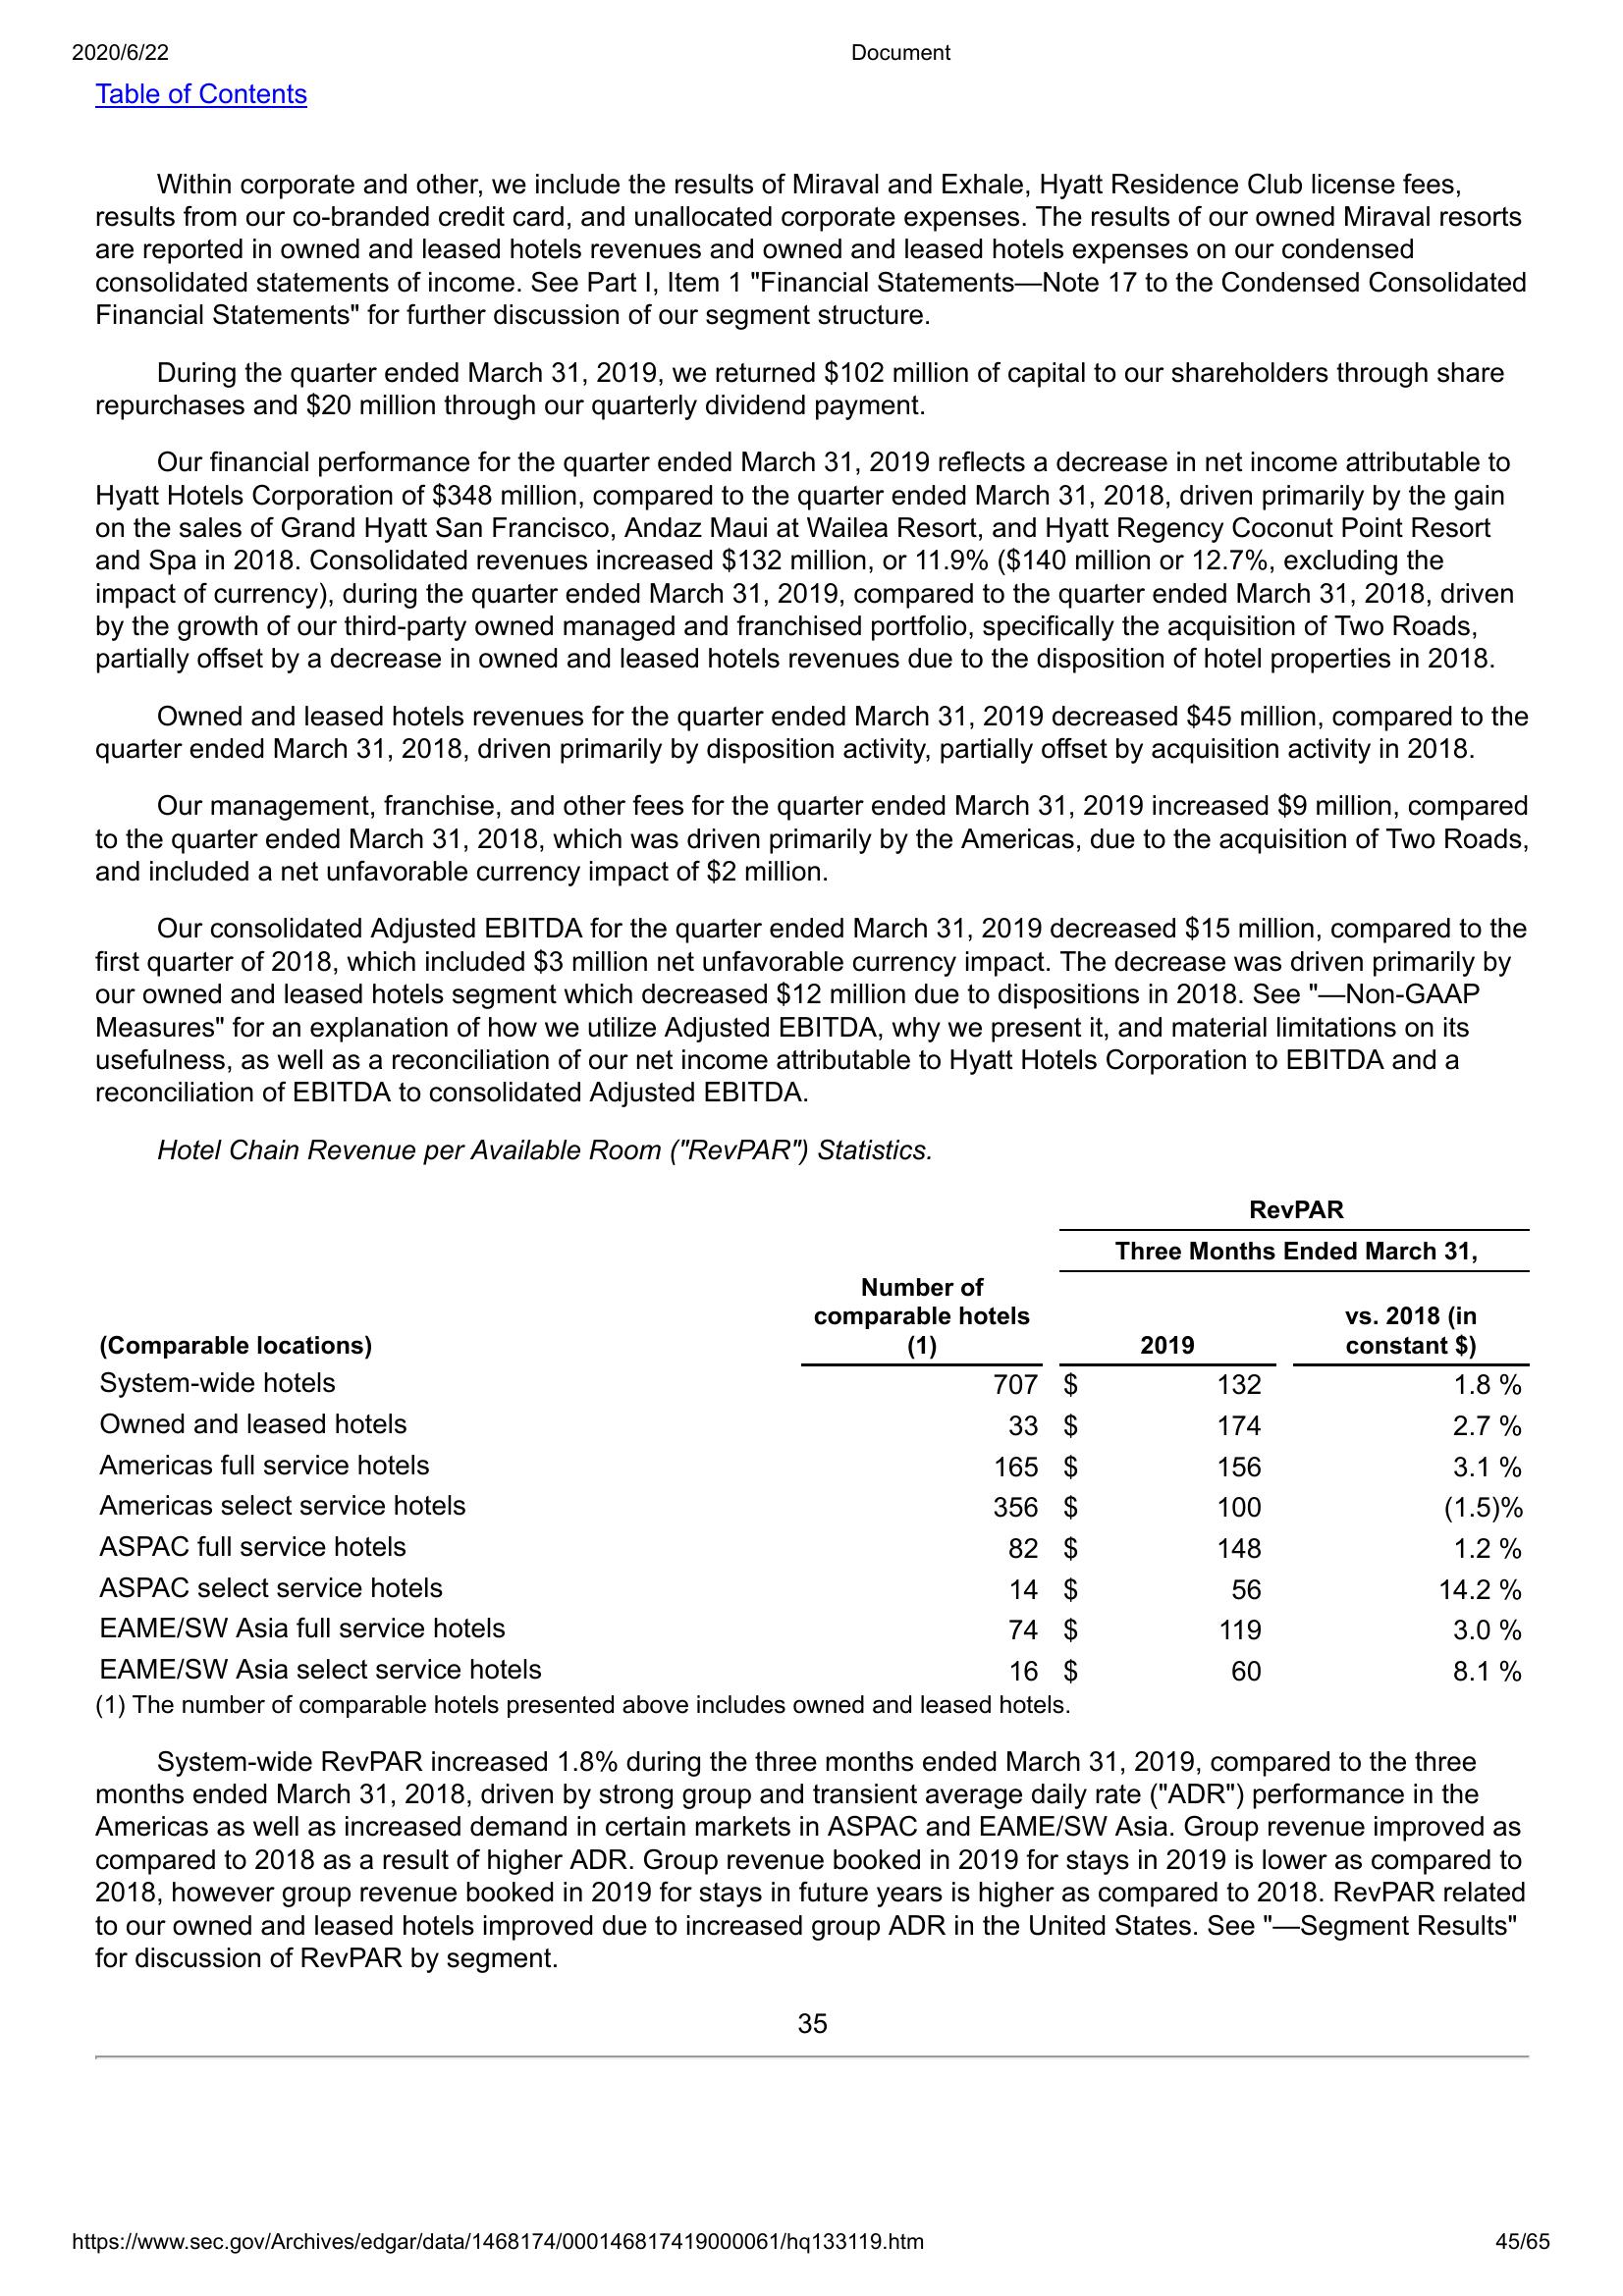 2020/6/22 Document
Table of Contents
Within corporate and other, we include the results of Miraval and Exhale, Hyatt Residence Club license fees,
results from our co-branded credit card, and unallocated corporate expenses. The results of our owned Miraval resorts
are reported in owned and leased hotels revenues and owned and leased hotels expenses on our condensed
consolidated statements of income. See Part I, Item 1 "Financial Statements—Note 17 to the Condensed Consolidated
Financial Statements" for further discussion of our segment structure.
During the quarter ended March 31, 2019, we returned $102 million of capital to our shareholders through share
repurchases and $20 million through our quarterly dividend payment.
Our financial performance for the quarter ended March 31, 2019 reflects a decrease in net income attributable to
Hyatt Hotels Corporation of $348 million, compared to the quarter ended March 31, 2018, driven primarily by the gain
on the sales of Grand Hyatt San Francisco, Andaz Maui at Wailea Resort, and Hyatt Regency Coconut Point Resort
and Spa in 2018. Consolidated revenues increased $132 million, or 11.9% ($140 million or 12.7%, excluding the
impact of currency), during the quarter ended March 31, 2019, compared to the quarter ended March 31, 2018, driven
by the growth of our third-party owned managed and franchised portfolio, specifically the acquisition of Two Roads,
partially offset by a decrease in owned and leased hotels revenues due to the disposition of hotel properties in 2018.
Owned and leased hotels revenues for the quarter ended March 31, 2019 decreased $45 million, compared to the
quarter ended March 31, 2018, driven primarily by disposition activity, partially offset by acquisition activity in 2018.
Our management, franchise, and other fees for the quarter ended March 31, 2019 increased $9 million, compared
to the quarter ended March 31, 2018, which was driven primarily by the Americas, due to the acquisition of Two Roads,
and included a net unfavorable currency impact of $2 million.
Our consolidated Adjusted EBITDA for the quarter ended March 31, 2019 decreased $15 million, compared to the
first quarter of 2018, which included $3 million net unfavorable currency impact. The decrease was driven primarily by
our owned and leased hotels segment which decreased $12 million due to dispositions in 2018. See "—Non-GAAP
Measures" for an explanation of how we utilize Adjusted EBITDA, why we present it, and material limitations on its
usefulness, as well as a reconciliation of our net income attributable to Hyatt Hotels Corporation to EBITDA and a
reconciliation of EBITDA to consolidated Adjusted EBITDA.
Hotel Chain Revenue per Available Room ("RevPAR") Statistics.
RevPAR
Three Months Ended March 31,
Number of
comparable hotels vs. 2018 (in
(Comparable locations) (1) 2019 constant $)
System-wide hotels 707 $ 132 1.8 %
Owned and leased hotels 33 $ 174 2.7 %
Americas full service hotels 165 $ 156 3.1 %
Americas select service hotels 356 $ 100 (1.5)%
ASPAC full service hotels 82 $ 148 1.2 %
ASPAC select service hotels 14 $ 56 14.2 %
EAME/SW Asia full service hotels 74 $ 119 3.0 %
EAME/SW Asia select service hotels 16 $ 60 8.1 %
(1) The number of comparable hotels presented above includes owned and leased hotels.
System-wide RevPAR increased 1.8% during the three months ended March 31, 2019, compared to the three
months ended March 31, 2018, driven by strong group and transient average daily rate ("ADR") performance in the
Americas as well as increased demand in certain markets in ASPAC and EAME/SW Asia. Group revenue improved as
compared to 2018 as a result of higher ADR. Group revenue booked in 2019 for stays in 2019 is lower as compared to
2018, however group revenue booked in 2019 for stays in future years is higher as compared to 2018. RevPAR related
to our owned and leased hotels improved due to increased group ADR in the United States. See "—Segment Results"
for discussion of RevPAR by segment.
35
https://www.sec.gov/Archives/edgar/data/1468174/000146817419000061/hq133119.htm 45/65